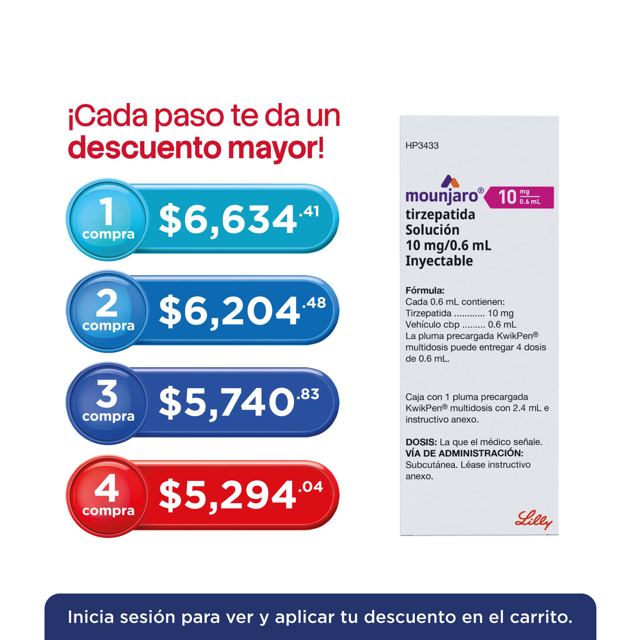 ¡Cada paso te da un
descuento mayor!
1
compra
$6,634.41
2
compra
$6,204.48
3
compra
$5,740.83
4
compra
$5,294.04
HP3433
mounjaro®
10 mg
0.6 mL
tirzepatida
Solución
10 mg/0.6 mL
Inyectable
Fórmula:
Cada 0.6 mL contienen:
Tirzepatida ............ 10 mg
Vehículo cbp ......... 0.6 mL
La pluma precargada KwikPen®
multidosis puede entregar 4 dosis
de 0.6 mL.
Caja con 1 pluma precargada
KwikPen® multidosis con 2.4 mL e
instructivo anexo.
DOSIS: La que el médico señale.
VÍA DE ADMINISTRACIÓN:
Subcutánea. Léase instructivo
anexo.
Lilly
Inicia sesión para ver y aplicar tu descuento en el carrito.